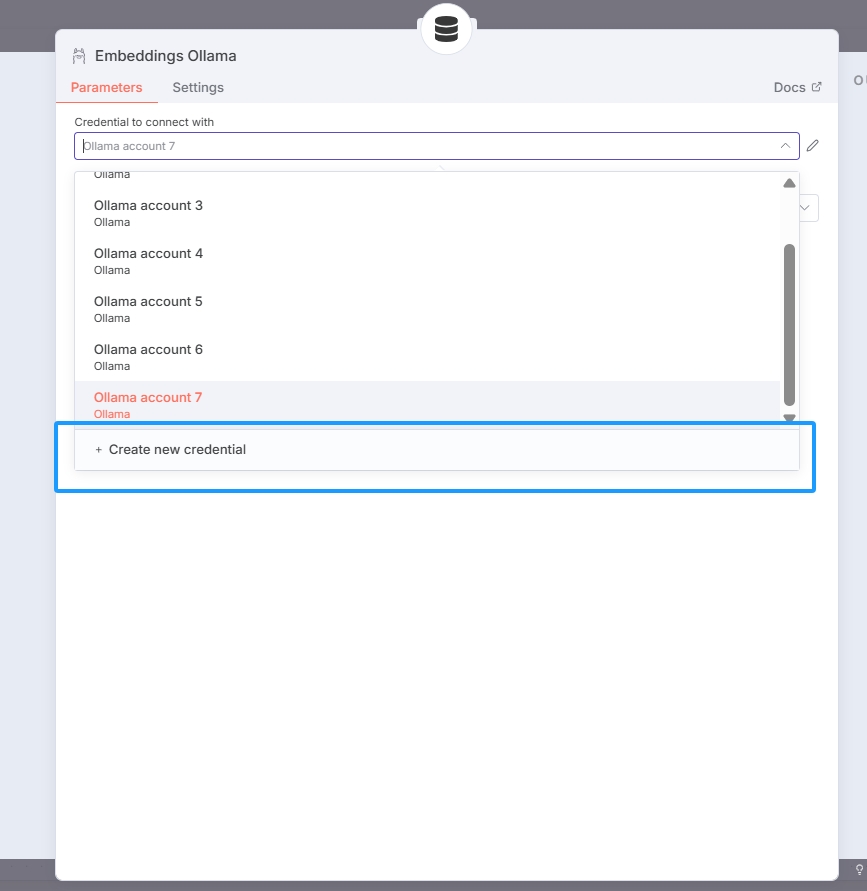 Embeddings Ollama
Parameters Settings Docs
Credential to connect with
Ollama account 7
Ollama
Ollama account 3
Ollama
Ollama account 4
Ollama
Ollama account 5
Ollama
Ollama account 6
Ollama
Ollama account 7
Ollama
+ Create new credential